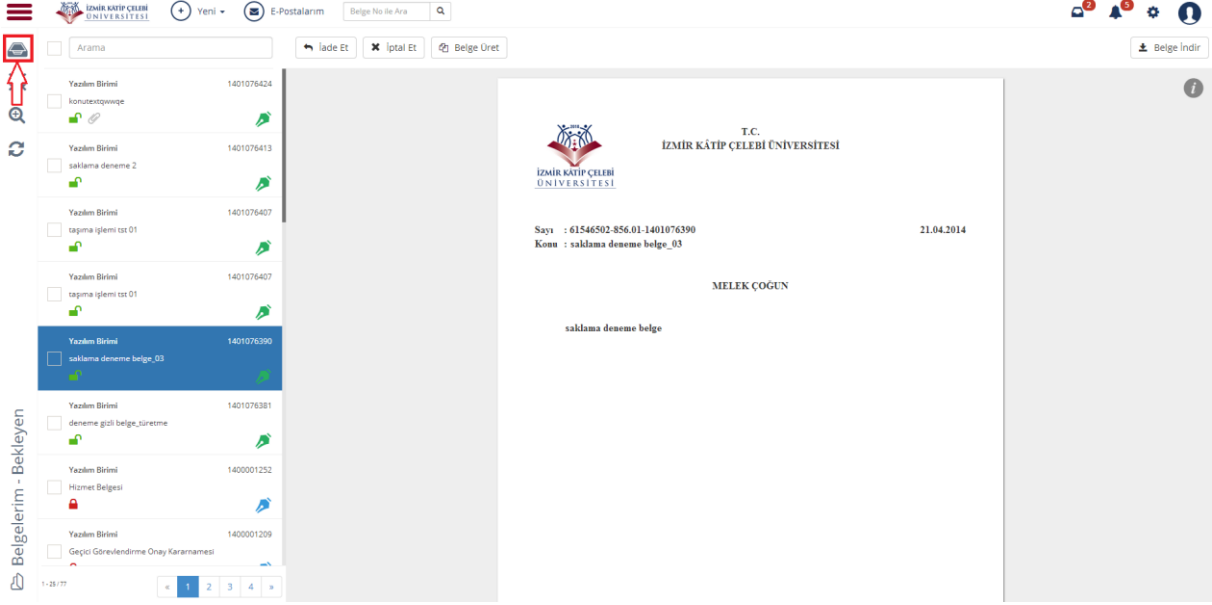 İZMİR KATİP ÇELEBİ
ÜNİVERSİTESİ
Yeni
E-Postalarım
Belge No ile Ara
2
5
Arama
İade Et
İptal Et
Belge Üret
Belge İndir
Yazılım Birimi 1401076424
konutextqwwqe
Yazılım Birimi 1401076413
saklama deneme 2
Yazılım Birimi 1401076407
taşıma işlemi tst 01
Yazılım Birimi 1401076407
taşıma işlemi tst 01
Yazılım Birimi 1401076390
saklama deneme belge_03
Yazılım Birimi 1401076381
deneme gizli belge_türetme
Yazılım Birimi 1400001252
Hizmet Belgesi
Yazılım Birimi 1400001209
Geçici Görevlendirme Onay Kararnamesi
1 - 25 / 77
« 1 2 3 4 »
Belgelerim - Bekleyen
İZMİR KATİP ÇELEBİ
ÜNİVERSİTESİ
T.C.
İZMİR KÂTİP ÇELEBİ ÜNİVERSİTESİ
Sayı : 61546502-856.01-1401076390 21.04.2014
Konu : saklama deneme belge_03
MELEK ÇOĞUN
saklama deneme belge